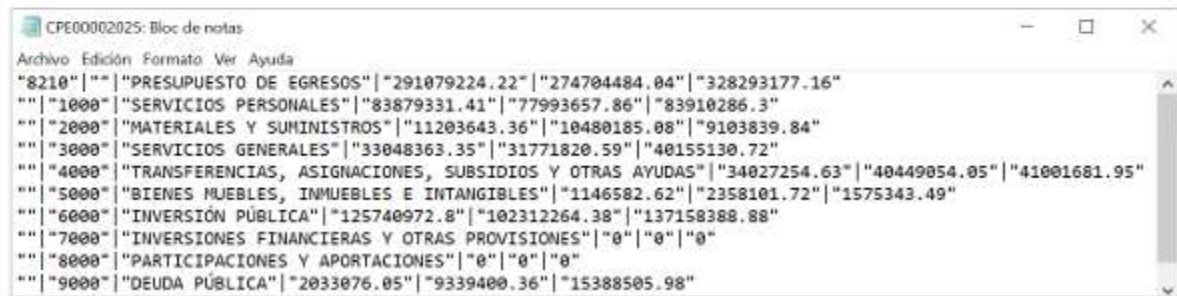 CPE00002025: Bloc de notas
Archivo Edición Formato Ver Ayuda
"8210"|""|"PRESUPUESTO DE EGRESOS"|"291079224.22"|"274704484.04"|"328293177.16"
""|"1000"|"SERVICIOS PERSONALES"|"83879331.41"|"77993657.86"|"83910286.3"
""|"2000"|"MATERIALES Y SUMINISTROS"|"11203643.36"|"10480185.08"|"9103839.84"
""|"3000"|"SERVICIOS GENERALES"|"33048363.35"|"31771820.59"|"40155130.72"
""|"4000"|"TRANSFERENCIAS, ASIGNACIONES, SUBSIDIOS Y OTRAS AYUDAS"|"34027254.63"|"40449054.05"|"41001681.95"
""|"5000"|"BIENES MUEBLES, INMUEBLES E INTANGIBLES"|"1146582.62"|"2358101.72"|"1575343.49"
""|"6000"|"INVERSIÓN PÚBLICA"|"125740972.8"|"102312264.38"|"137158388.88"
""|"7000"|"INVERSIONES FINANCIERAS Y OTRAS PROVISIONES"|"0"|"0"|"0"
""|"8000"|"PARTICIPACIONES Y APORTACIONES"|"0"|"0"|"0"
""|"9000"|"DEUDA PÚBLICA"|"2033076.05"|"9339400.36"|"15388505.98"